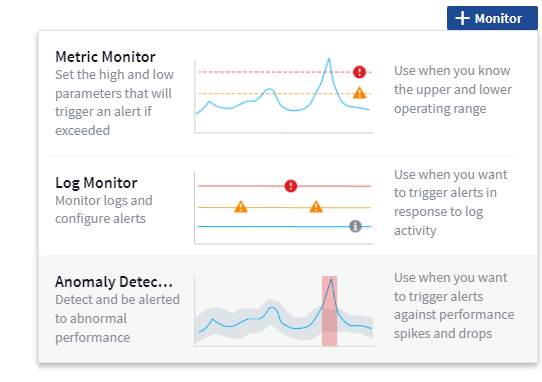 + Monitor
Metric Monitor
Set the high and low
parameters that will
trigger an alert if
exceeded
Use when you know
the upper and lower
operating range
Log Monitor
Monitor logs and
configure alerts
Use when you want
to trigger alerts in
response to log
activity
Anomaly Detec...
Detect and be alerted
to abnormal
performance
Use when you want
to trigger alerts
against performance
spikes and drops